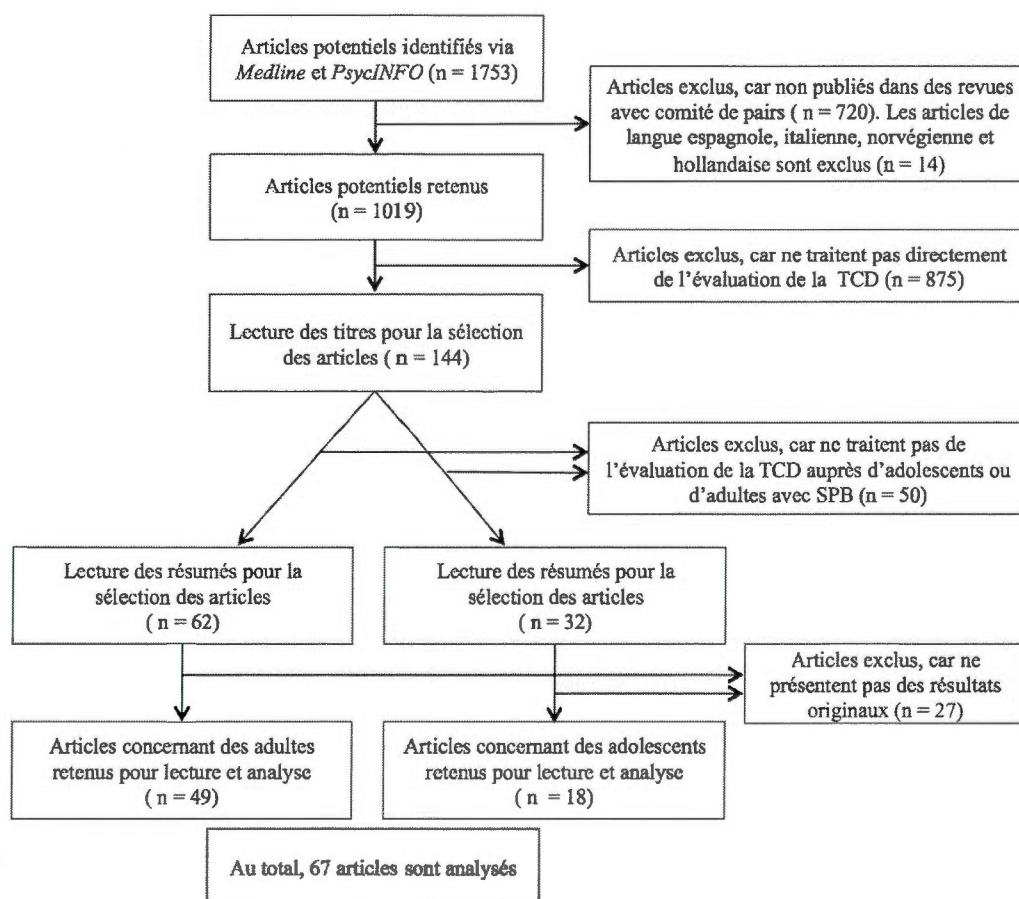 Articles potentiels identifiés via
Medline et PsycINFO (n = 1753)
Articles exclus, car non publiés dans des revues
avec comité de pairs ( n = 720). Les articles de
langue espagnole, italienne, norvégienne et
hollandaise sont exclus (n = 14)
Articles potentiels retenus
(n = 1019)
Articles exclus, car ne traitent pas directement
de l'évaluation de la TCD (n = 875)
Lecture des titres pour la sélection
des articles ( n = 144)
Articles exclus, car ne traitent pas de
l'évaluation de la TCD auprès d'adolescents ou
d'adultes avec SPB (n = 50)
Lecture des résumés pour la
sélection des articles
( n = 62)
Lecture des résumés pour la
sélection des articles
( n = 32)
Articles exclus, car ne
présentent pas des résultats
originaux (n = 27)
Articles concernant des adultes
retenus pour lecture et analyse
(n = 49)
Articles concernant des adolescents
retenus pour lecture et analyse
( n = 18)
Au total, 67 articles sont analysés